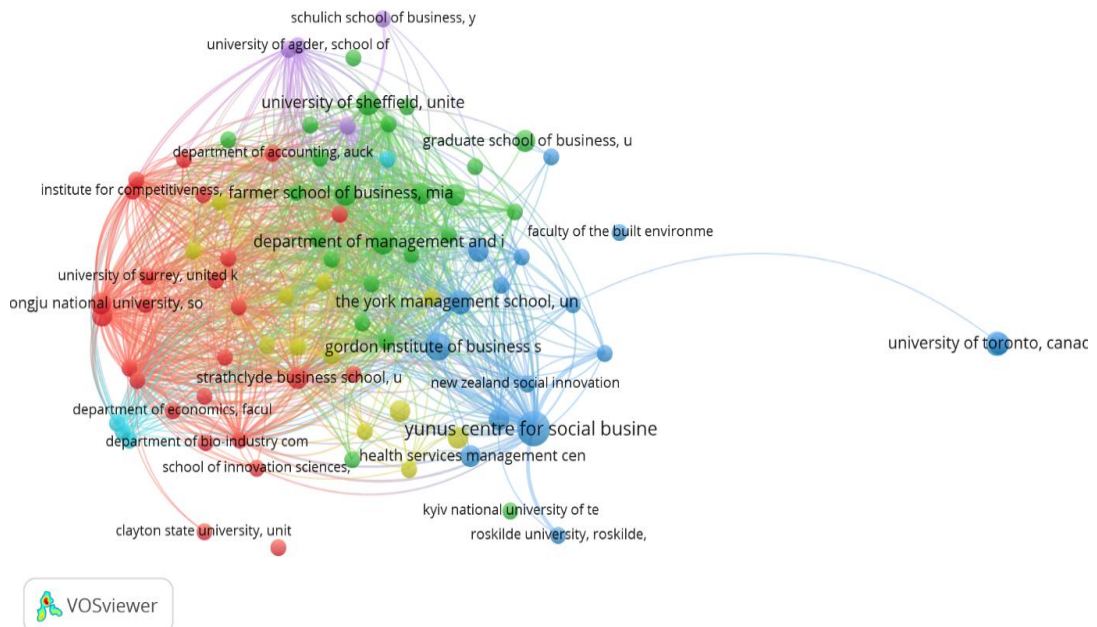 schulich school of business, y
university of agder, school of
university of sheffield, unite
graduate school of business, u
department of accounting, auck
institute for competitiveness,
farmer school of business, mia
faculty of the built environme
department of management and i
university of surrey, united k
ongju national university, so
the york management school, un
university of toronto, canac
gordon institute of business s
strathclyde business school, u
new zealand social innovation
department of economics, facul
yunus centre for social busine
department of bio-industry com
health services management cen
school of innovation sciences,
kyiv national university of te
clayton state university, unit
roskilde university, roskilde,
VOSviewer